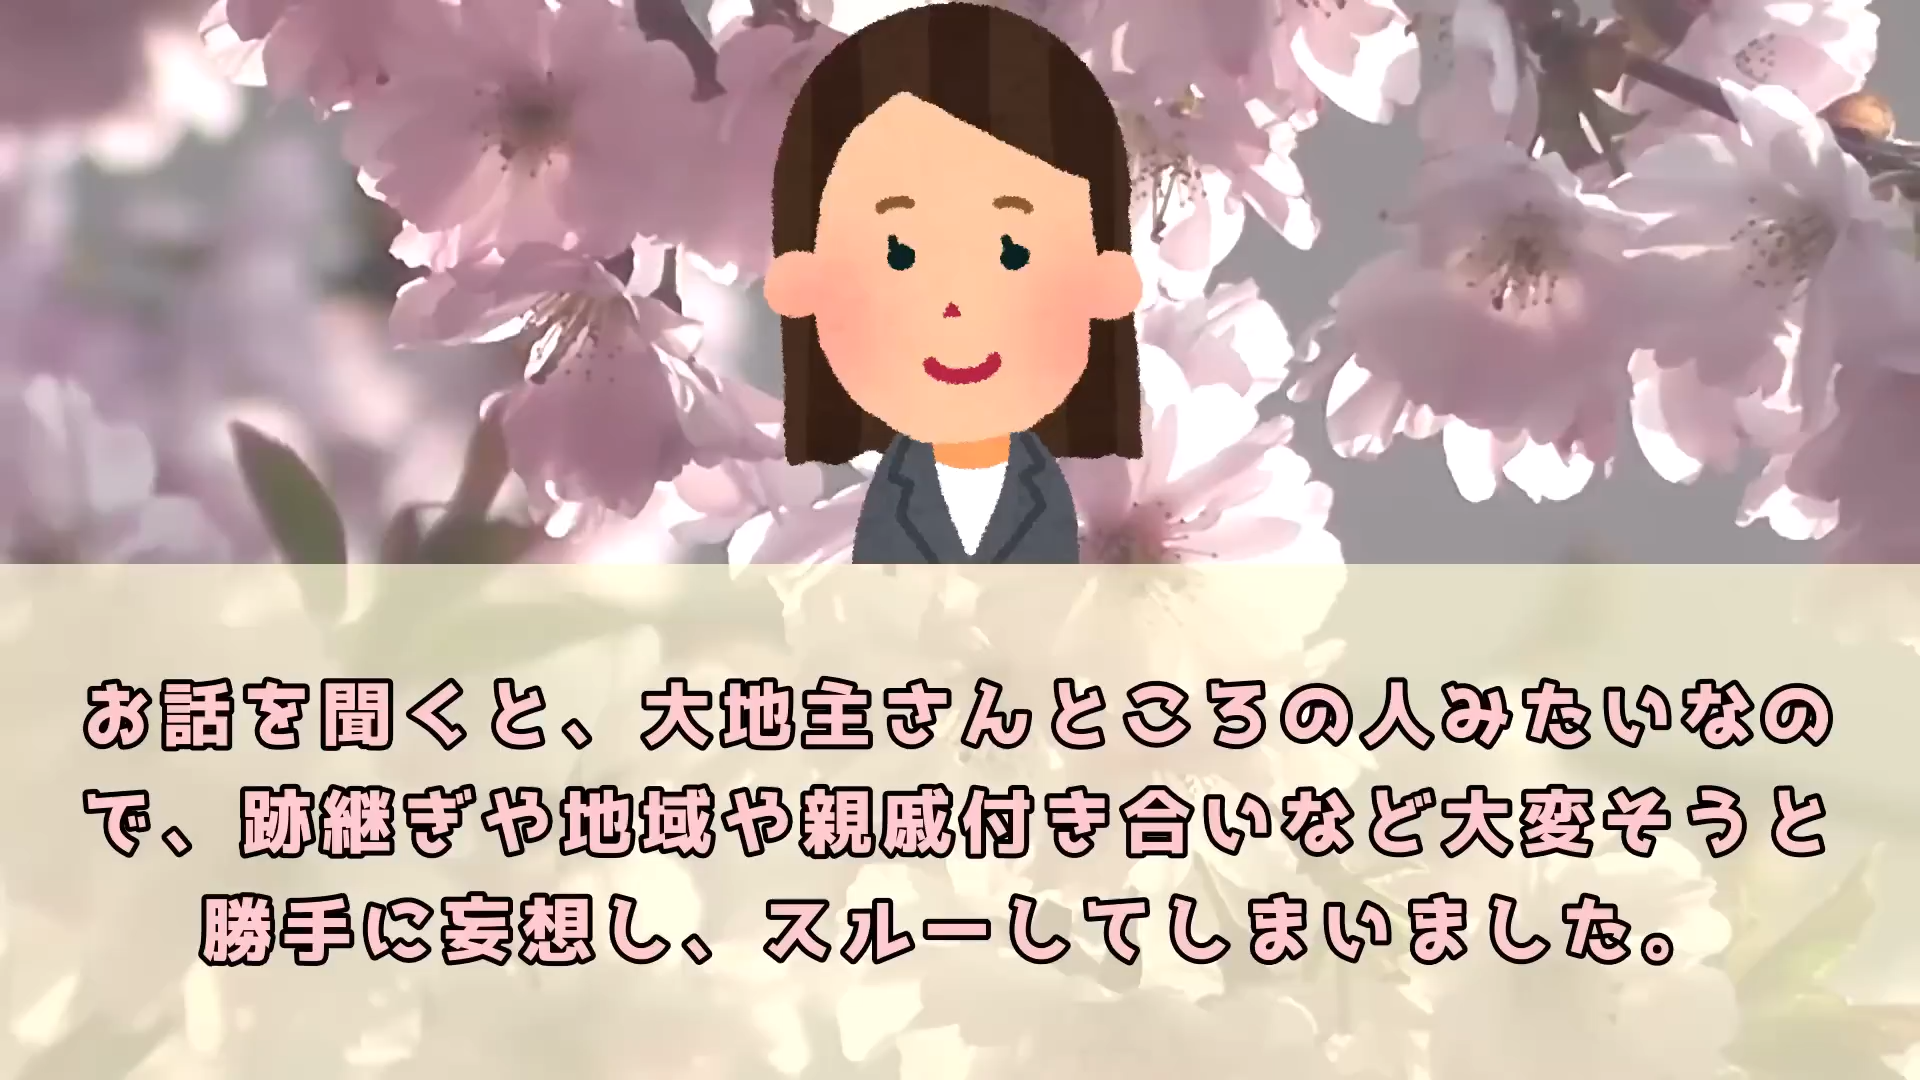 お話を聞くと、大地主さんところの人みたいなの
で、跡継ぎや地域や親戚付き合いなど大変そうと
勝手に妄想し、スルーしてしまいました。